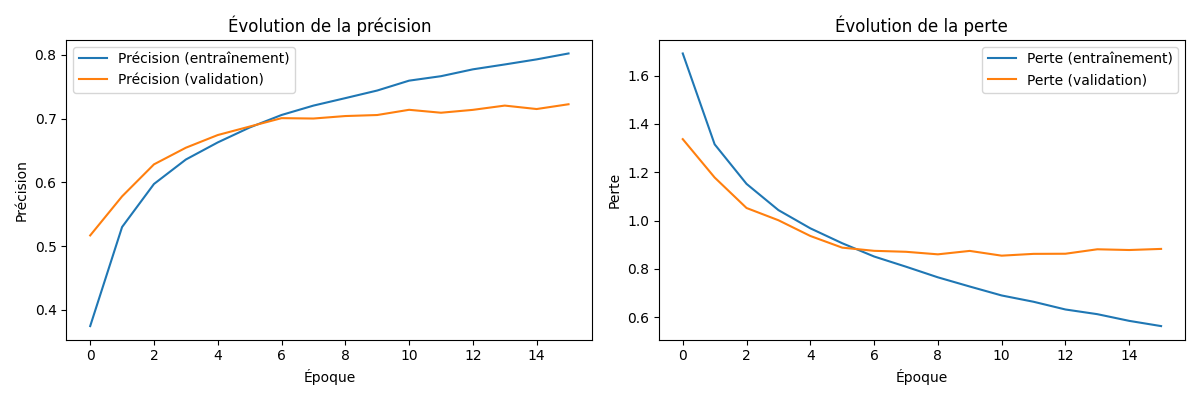 Évolution de la précision
Précision (entraînement)
Précision (validation)
Précision
0.8
0.7
0.6
0.5
0.4
0 2 4 6 8 10 12 14
Époque
Évolution de la perte
Perte (entraînement)
Perte (validation)
Perte
1.6
1.4
1.2
1.0
0.8
0.6
0 2 4 6 8 10 12 14
Époque